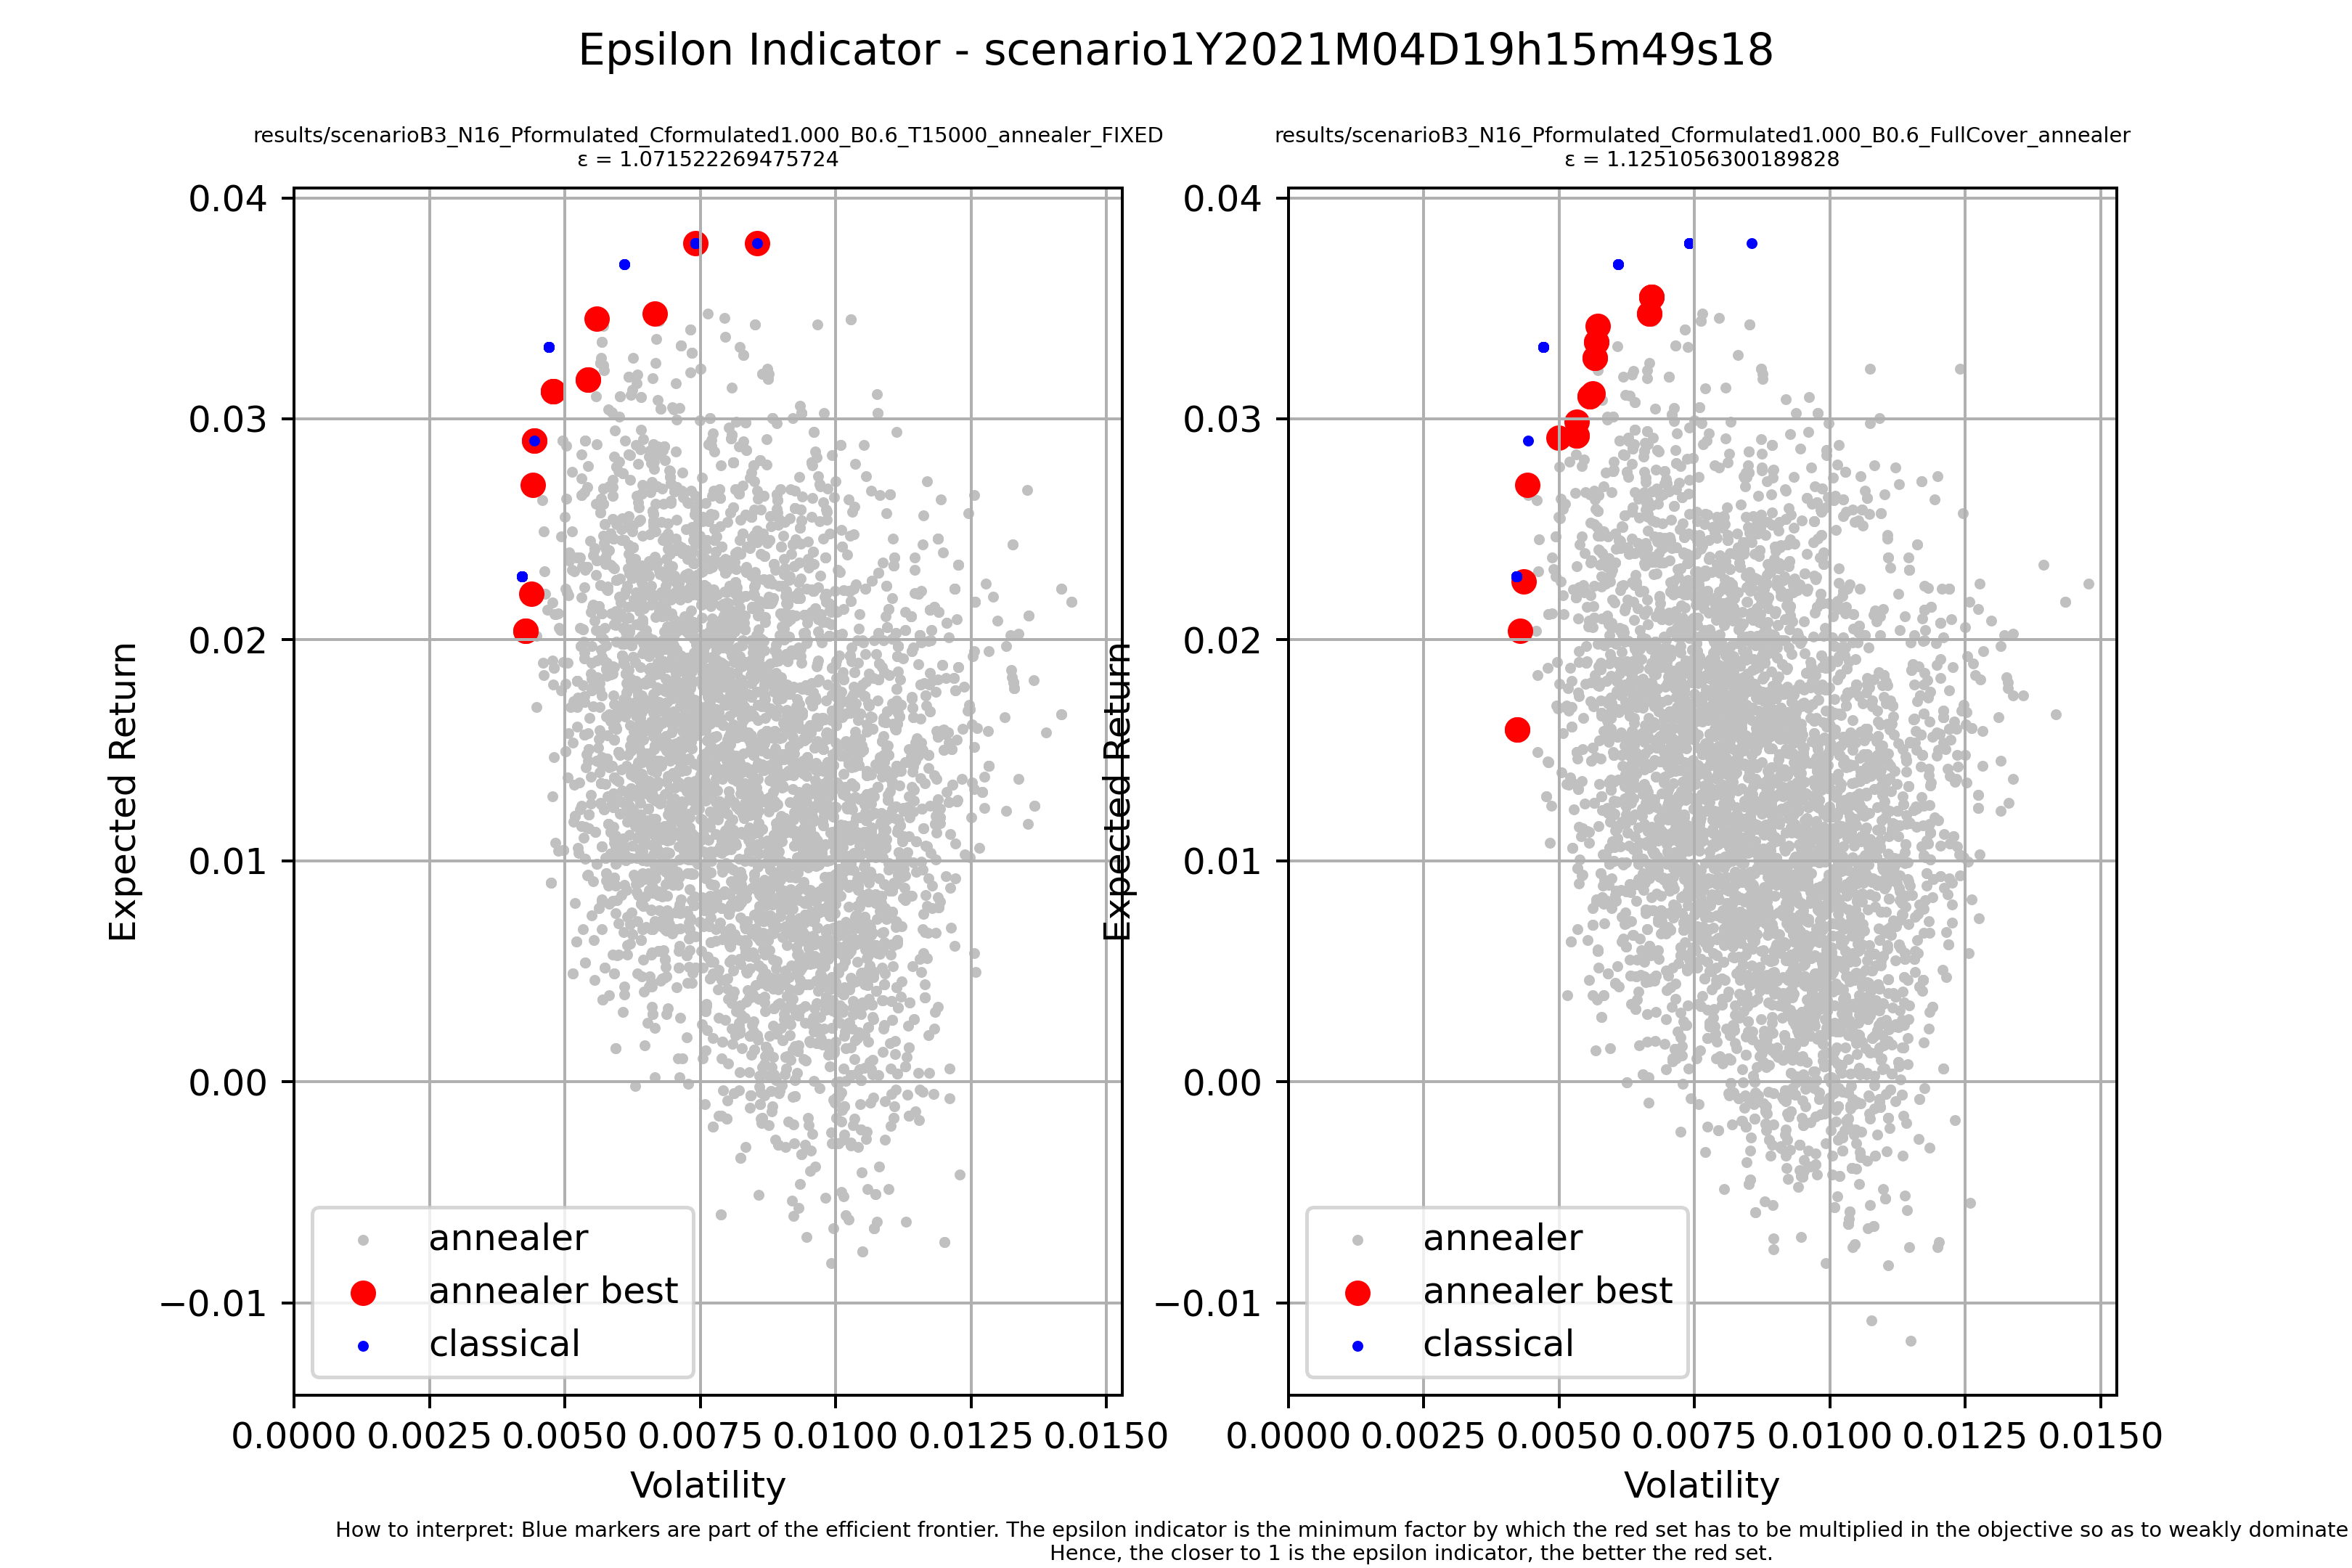 Epsilon Indicator - scenario1Y2021M04D19h15m49s18
results/scenarioB3_N16_Pformulated_Cformulated1.000_B0.6_T15000_annealer_FIXED
ε = 1.071522269475724
0.04
0.03
0.02
0.01
0.00
−0.01
Expected Return
annealer
annealer best
classical
0.0000 0.0025 0.0050 0.0075 0.0100 0.0125 0.0150
Volatility
results/scenarioB3_N16_Pformulated_Cformulated1.000_B0.6_FullCover_annealer
ε = 1.1251056300189828
0.04
0.03
0.02
0.01
0.00
−0.01
Expected Return
annealer
annealer best
classical
0.0000 0.0025 0.0050 0.0075 0.0100 0.0125 0.0150
Volatility
How to interpret: Blue markers are part of the efficient frontier. The epsilon indicator is the minimum factor by which the red set has to be multiplied in the objective so as to weakly dominate
Hence, the closer to 1 is the epsilon indicator, the better the red set.